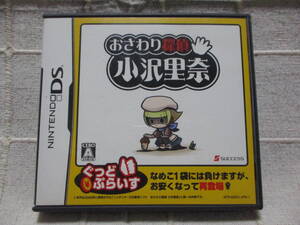 NINTENDO DS
おさわり探偵
小沢里奈
SUCCESS
ぐっどぷらいす
なめこ1袋には負けますが、
お安くなって再登場
A